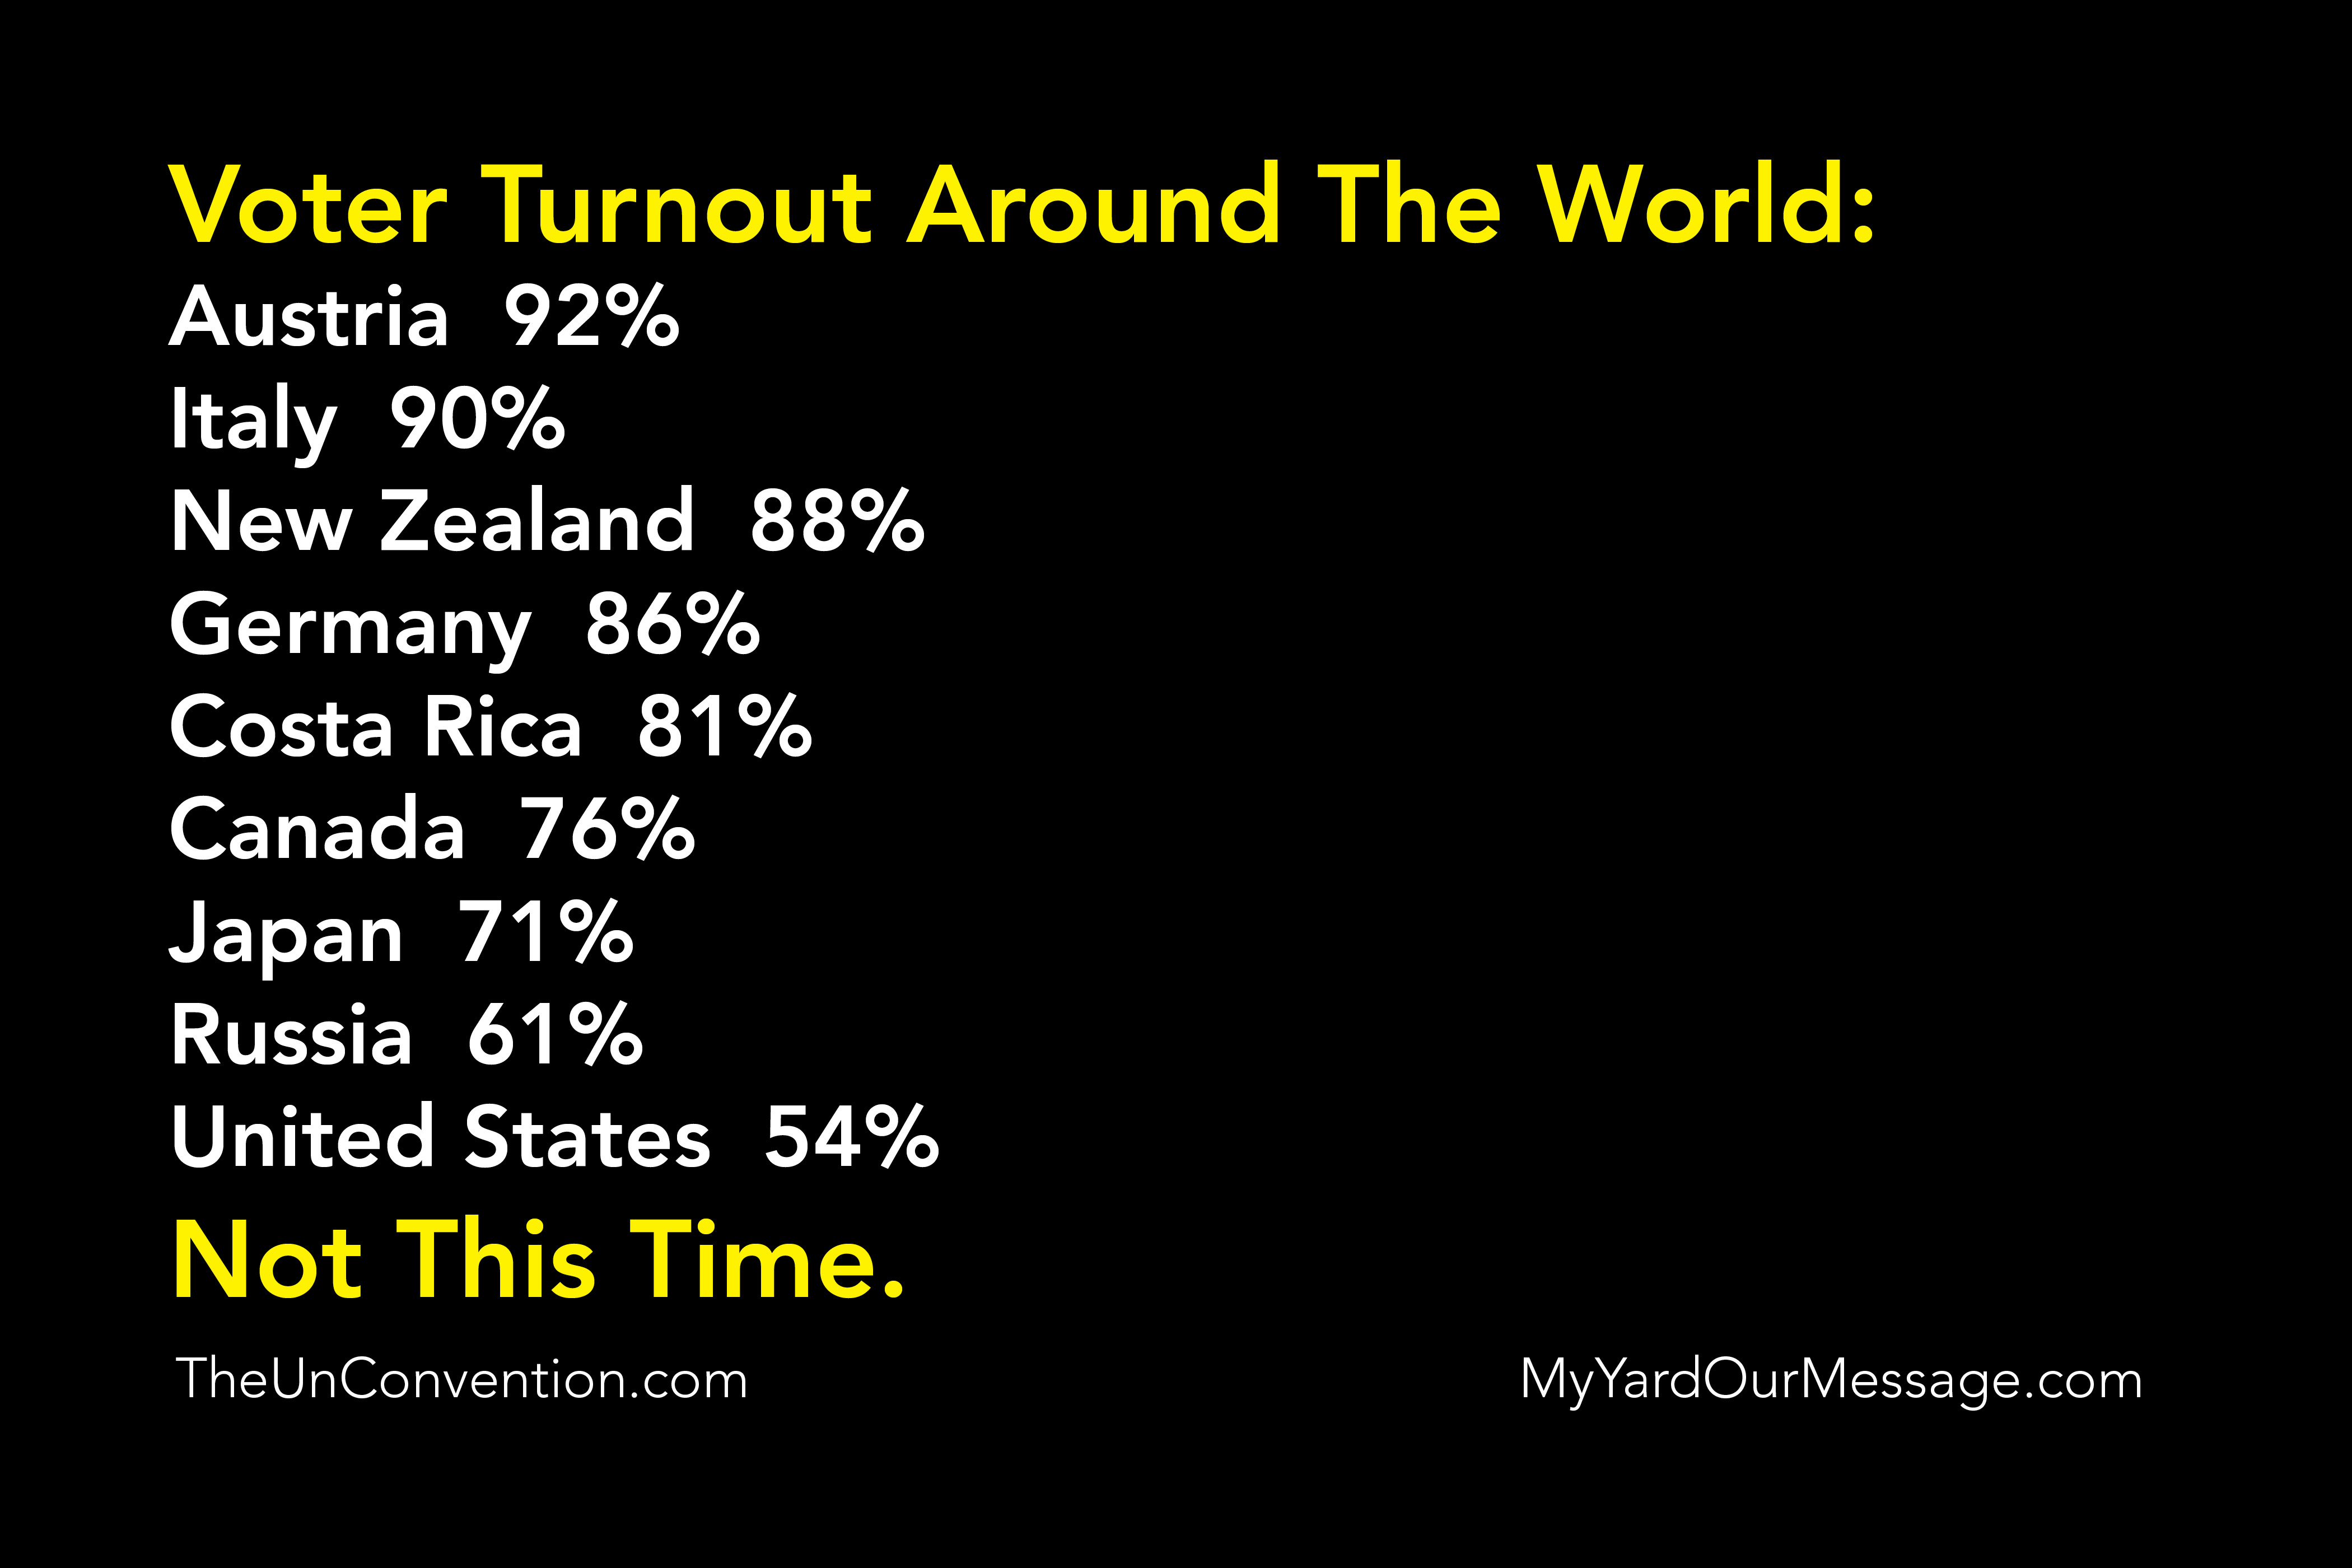 Voter Turnout Around The World:
Austria 92%
Italy 90%
New Zealand 88%
Germany 86%
Costa Rica 81%
Canada 76%
Japan 71%
Russia 61%
United States 54%
Not This Time.
TheUnConvention.com
MyYardOurMessage.com